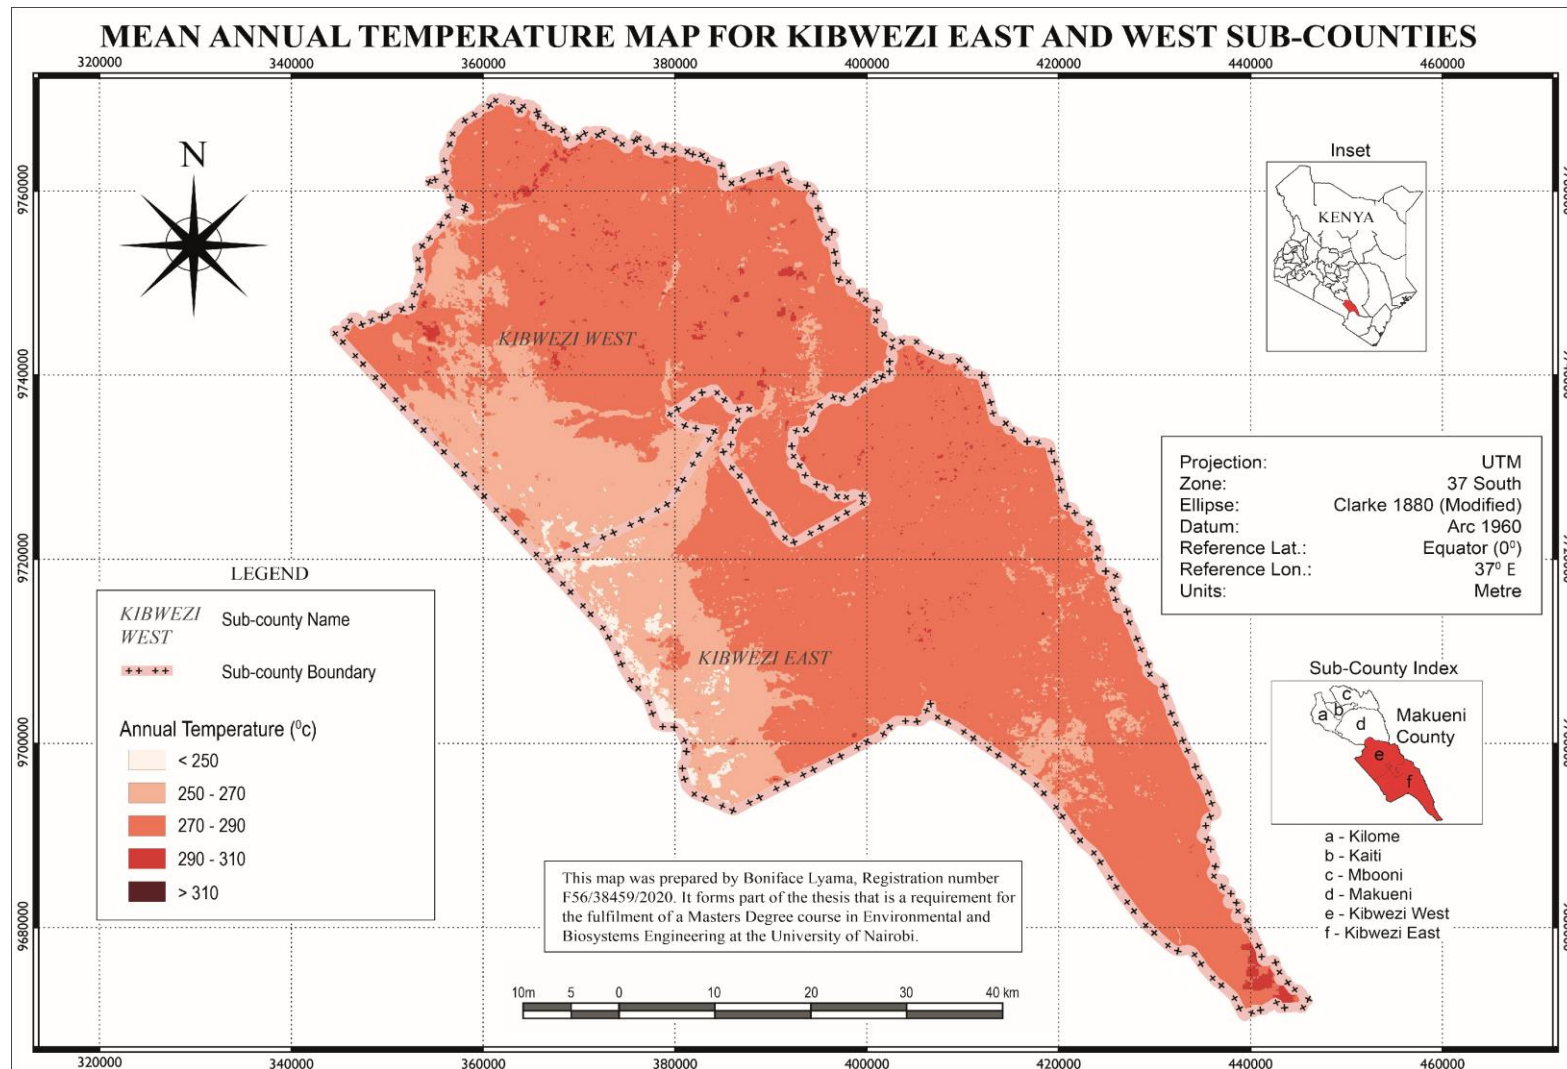 MEAN ANNUAL TEMPERATURE MAP FOR KIBWEZI EAST AND WEST SUB-COUNTIES
320000 340000 360000 380000 400000 420000 440000 460000
N
9760000
9740000
9720000
9700000
9680000
KIBWEZI WEST
KIBWEZI EAST
Inset
KENYA
Projection: UTM
Zone: 37 South
Ellipse: Clarke 1880 (Modified)
Datum: Arc 1960
Reference Lat.: Equator (0⁰)
Reference Lon.: 37⁰ E
Units: Metre
LEGEND
KIBWEZI
WEST
Sub-county Name
Sub-county Boundary
Annual Temperature (⁰c)
< 250
250 - 270
270 - 290
290 - 310
> 310
Sub-County Index
c
a b
d
e
f
Makueni
County
a - Kilome
b - Kaiti
c - Mbooni
d - Makueni
e - Kibwezi West
f - Kibwezi East
This map was prepared by Boniface Lyama, Registration number
F56/38459/2020. It forms part of the thesis that is a requirement for
the fulfilment of a Masters Degree course in Environmental and
Biosystems Engineering at the University of Nairobi.
10m 5 0 10 20 30 40 km
320000 340000 360000 380000 400000 420000 440000 460000